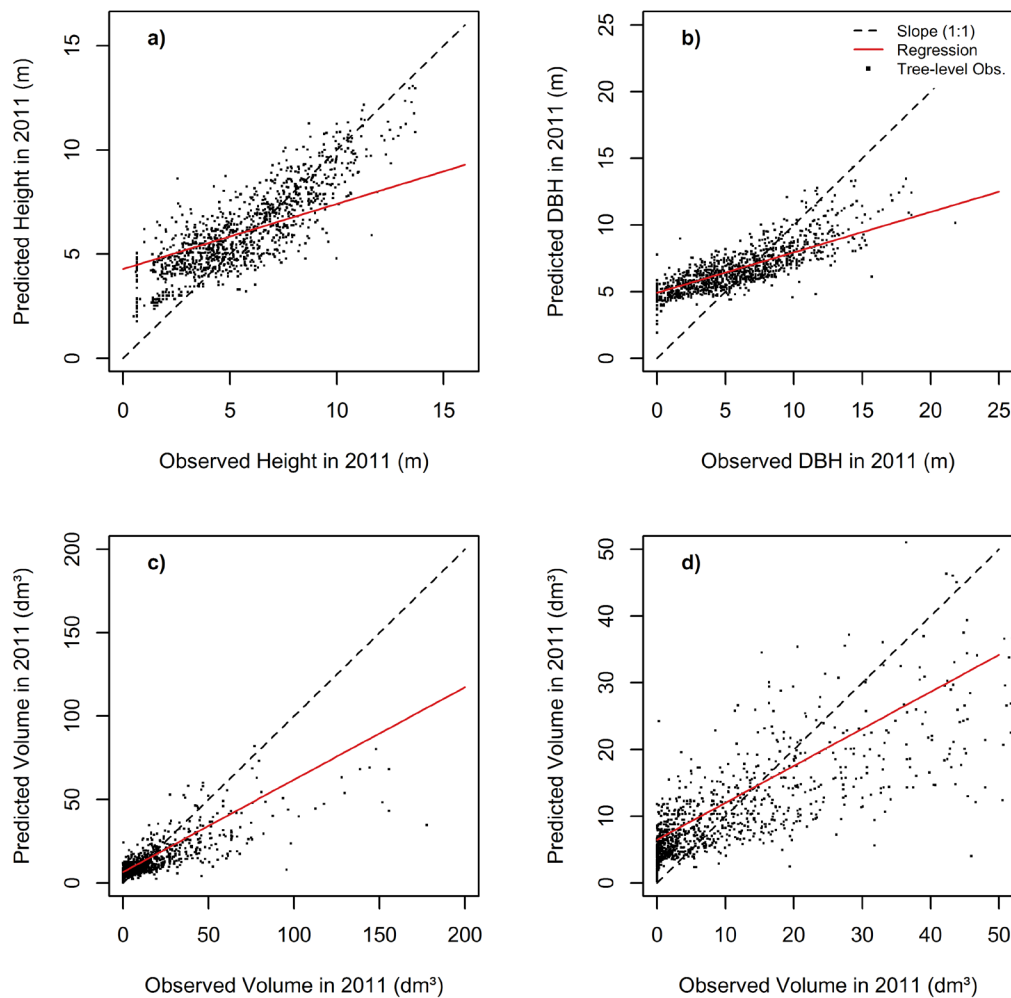 a)
Predicted Height in 2011 (m)
15
10
5
0
0 5 10 15
Observed Height in 2011 (m)
b)
Slope (1:1)
Regression
Tree-level Obs.
Predicted DBH in 2011 (m)
25
20
15
10
5
0
0 5 10 15 20 25
Observed DBH in 2011 (m)
c)
Predicted Volume in 2011 (dm³)
200
150
100
50
0
0 50 100 150 200
Observed Volume in 2011 (dm³)
d)
Predicted Volume in 2011 (dm³)
50
40
30
20
10
0
0 10 20 30 40 50
Observed Volume in 2011 (dm³)